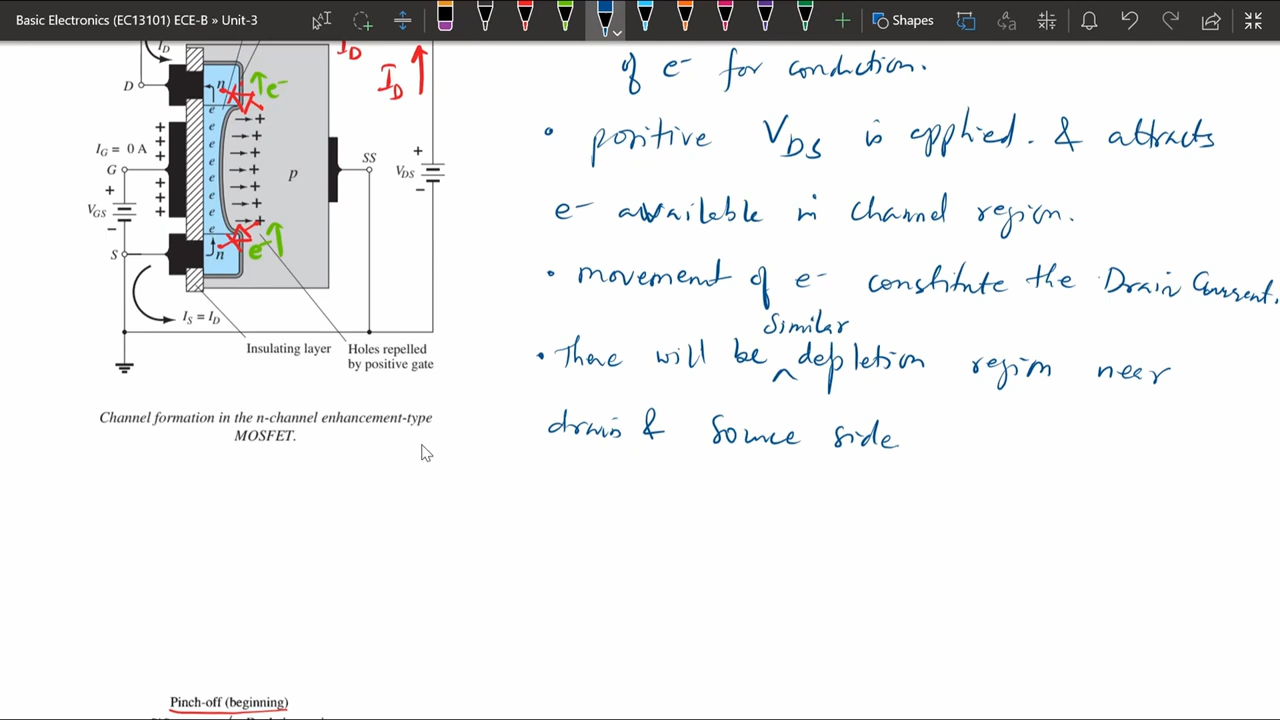 Basic Electronics (EC13101) ECE-B » Unit-3
Shapes
I_D
I_D
I_D
D
n
e-
e
e
e
e
e
e
e
e
I_G = 0 A
G
V_GS
S
p
SS
V_DS
n
e-
I_S = I_D
Insulating layer
Holes repelled
by positive gate
Channel formation in the n-channel enhancement-type
MOSFET.
Pinch-off (beginning)
of e- for conduction.
• positive V_DS is applied. & attracts
e- available in channel region.
• movement of e- constitute the Drain Current.
similar
• There will be ^ depletion region near
drain & source side